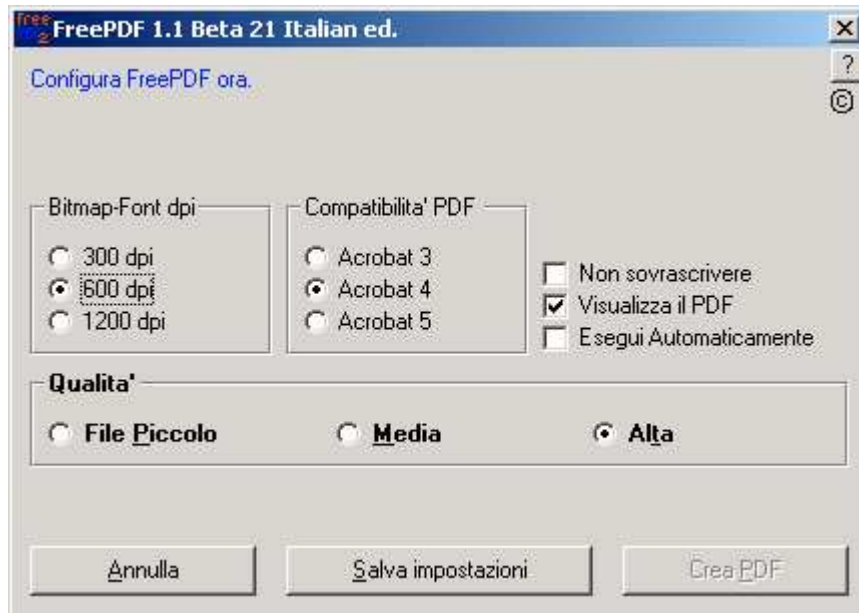 free
2
FreePDF 1.1 Beta 21 Italian ed.
?
©
Configura FreePDF ora.
Bitmap-Font dpi
300 dpi
600 dpi
1200 dpi
Compatibilita' PDF
Acrobat 3
Acrobat 4
Acrobat 5
Non sovrascrivere
Visualizza il PDF
Esegui Automaticamente
Qualita'
File Piccolo
Media
Alta
Annulla
Salva impostazioni
Crea PDF